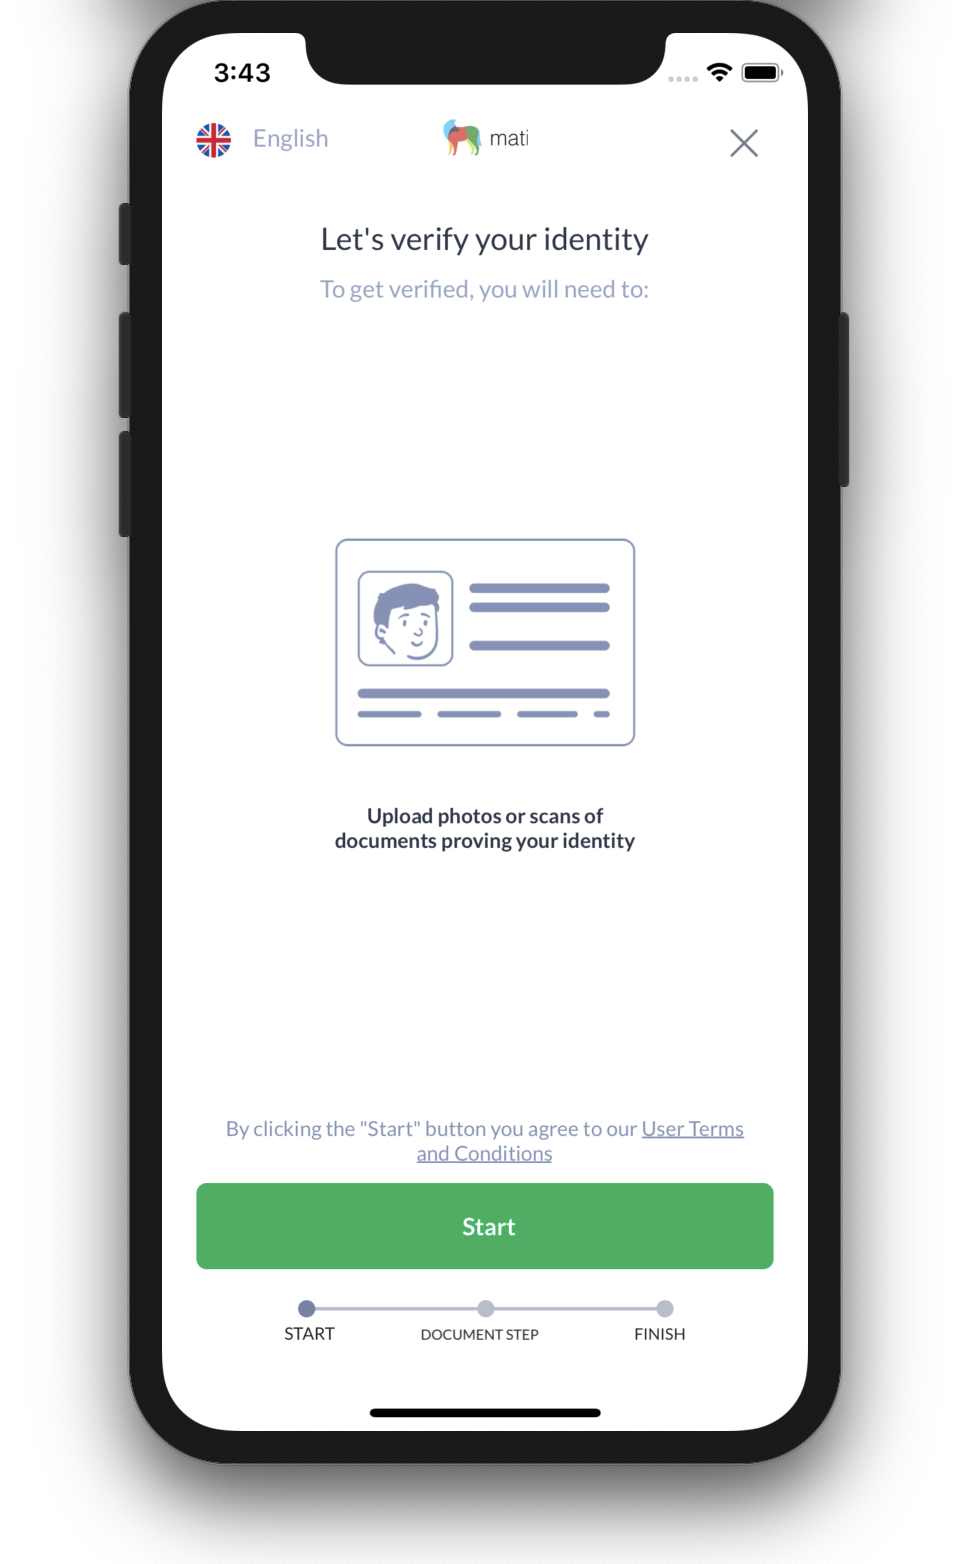 3:43
English
mati
Let's verify your identity
To get verified, you will need to:
Upload photos or scans of
documents proving your identity
By clicking the "Start" button you agree to our User Terms
and Conditions
Start
START
DOCUMENT STEP
FINISH